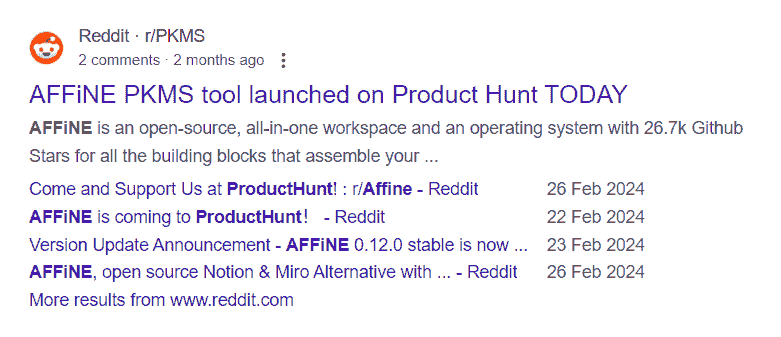 Reddit · r/PKMS
2 comments · 2 months ago
AFFiNE PKMS tool launched on Product Hunt TODAY
AFFiNE is an open-source, all-in-one workspace and an operating system with 26.7k Github
Stars for all the building blocks that assemble your ...
Come and Support Us at ProductHunt! : r/Affine - Reddit 26 Feb 2024
AFFiNE is coming to ProductHunt！ - Reddit 22 Feb 2024
Version Update Announcement - AFFiNE 0.12.0 stable is now ... 23 Feb 2024
AFFiNE, open source Notion & Miro Alternative with ... - Reddit 26 Feb 2024
More results from www.reddit.com